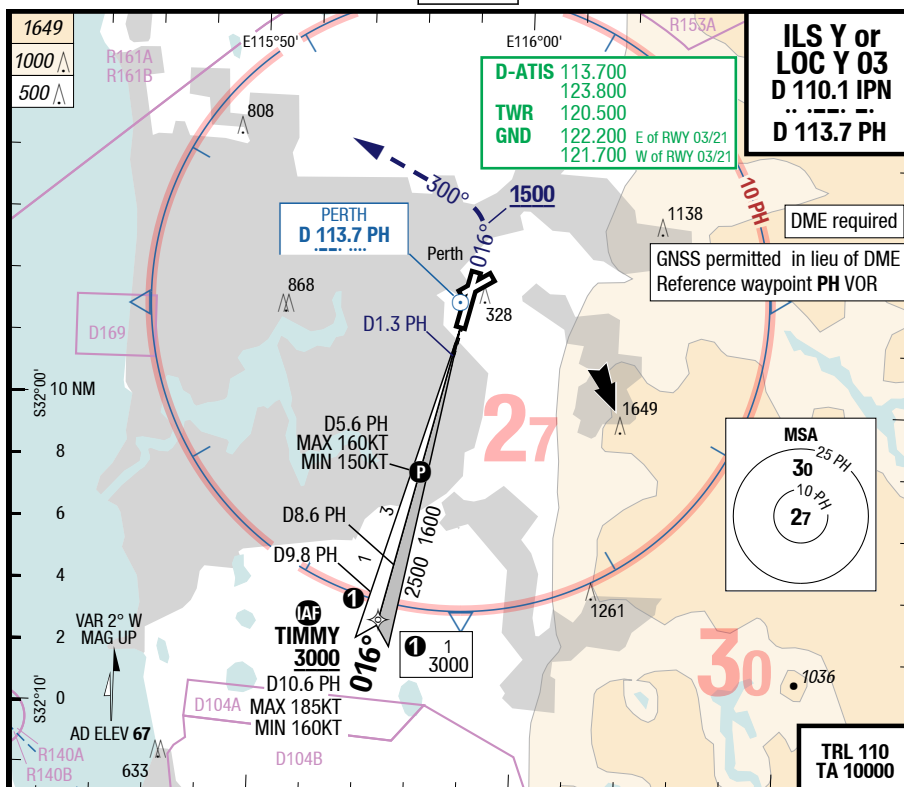 1649
1000
500
R161A
R161B
E115°50'
E116°00'
R153A
ILS Y or
LOC Y 03
D 110.1 IPN
D 113.7 PH
D-ATIS 113.700
123.800
TWR 120.500
GND 122.200 E of RWY 03/21
121.700 W of RWY 03/21
808
300°
1500
016°
10 PH
1138
DME required
PERTH
D 113.7 PH
Perth
GNSS permitted in lieu of DME
Reference waypoint PH VOR
868
328
D169
D1.3 PH
S32°00'
10 NM
8
6
4
2
0
1649
27
D5.6 PH
MAX 160KT
MIN 150KT
P
MSA
25 PH
30
10 PH
27
D8.6 PH
3
1600
D9.8 PH
1
2500
1
1261
IAF
TIMMY
3000
016°
D10.6 PH
MAX 185KT
MIN 160KT
1 1
3000
VAR 2° W
MAG UP
S32°10'
30
1036
D104A
D104B
AD ELEV 67
R140A
R140B
633
TRL 110
TA 10000